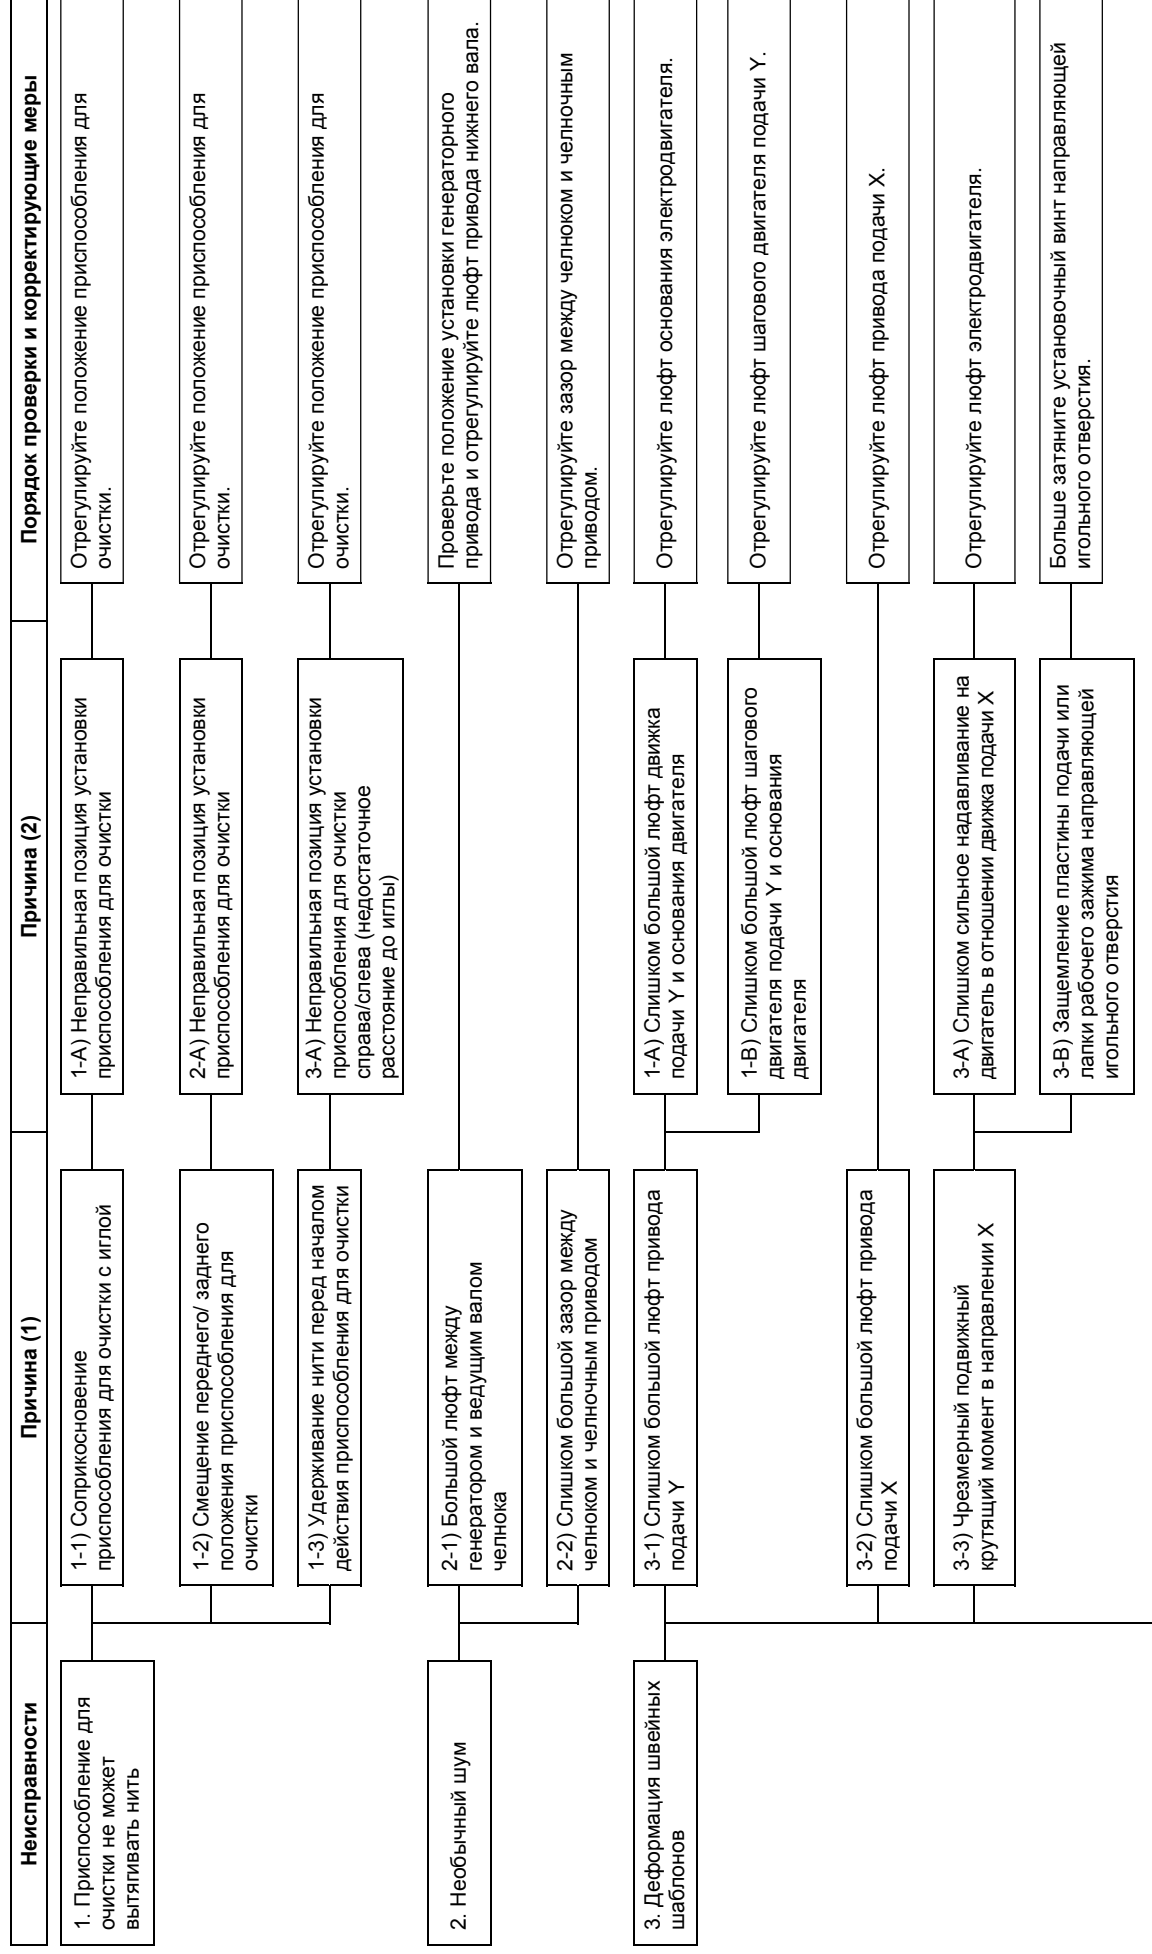 Неисправности
Причина (1)
Причина (2)
Порядок проверки и корректирующие меры
1. Приспособление для
очистки не может
вытягивать нить
1-1) Соприкосновение
приспособления для очистки с иглой
1-A) Неправильная позиция установки
приспособления для очистки
Отрегулируйте положение приспособления для
очистки.
1-2) Смещение переднего/ заднего
положения приспособления для
очистки
2-A) Неправильная позиция установки
приспособления для очистки
Отрегулируйте положение приспособления для
очистки.
1-3) Удерживание нити перед началом
действия приспособления для очистки
3-A) Неправильная позиция установки
приспособления для очистки
справа/слева (недостаточное
расстояние до иглы)
Отрегулируйте положение приспособления для
очистки.
2. Необычный шум
2-1) Большой люфт между
генератором и ведущим валом
челнока
Проверьте положение установки генераторного
привода и отрегулируйте люфт привода нижнего вала.
2-2) Слишком большой зазор между
челноком и челночным приводом
Отрегулируйте зазор между челноком и челночным
приводом.
3. Деформация швейных
шаблонов
3-1) Слишком большой люфт привода
подачи Y
1-A) Слишком большой люфт движка
подачи Y и основания двигателя
Отрегулируйте люфт основания электродвигателя.
1-B) Слишком большой люфт шагового
двигателя подачи Y и основания
двигателя
Отрегулируйте люфт шагового двигателя подачи Y.
3-2) Слишком большой люфт привода
подачи X
Отрегулируйте люфт привода подачи X.
3-3) Чрезмерный подвижный
крутящий момент в направлении X
3-A) Слишком сильное надавливание на
двигатель в отношении движка подачи X
Отрегулируйте люфт электродвигателя.
3-B) Защемление пластины подачи или
лапки рабочего зажима направляющей
игольного отверстия
Больше затяните установочный винт направляющей
игольного отверстия.